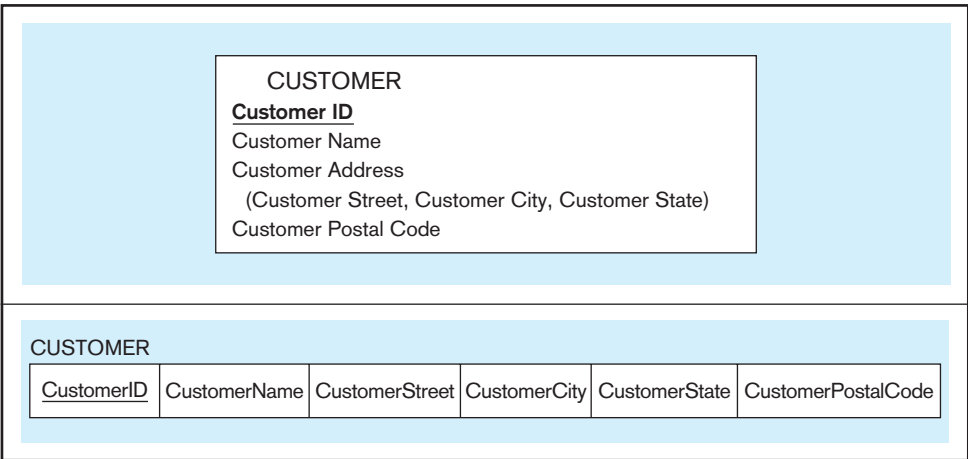 CUSTOMER
Customer ID
Customer Name
Customer Address
(Customer Street, Customer City, Customer State)
Customer Postal Code
CUSTOMER
CustomerID CustomerName CustomerStreet CustomerCity CustomerState CustomerPostalCode